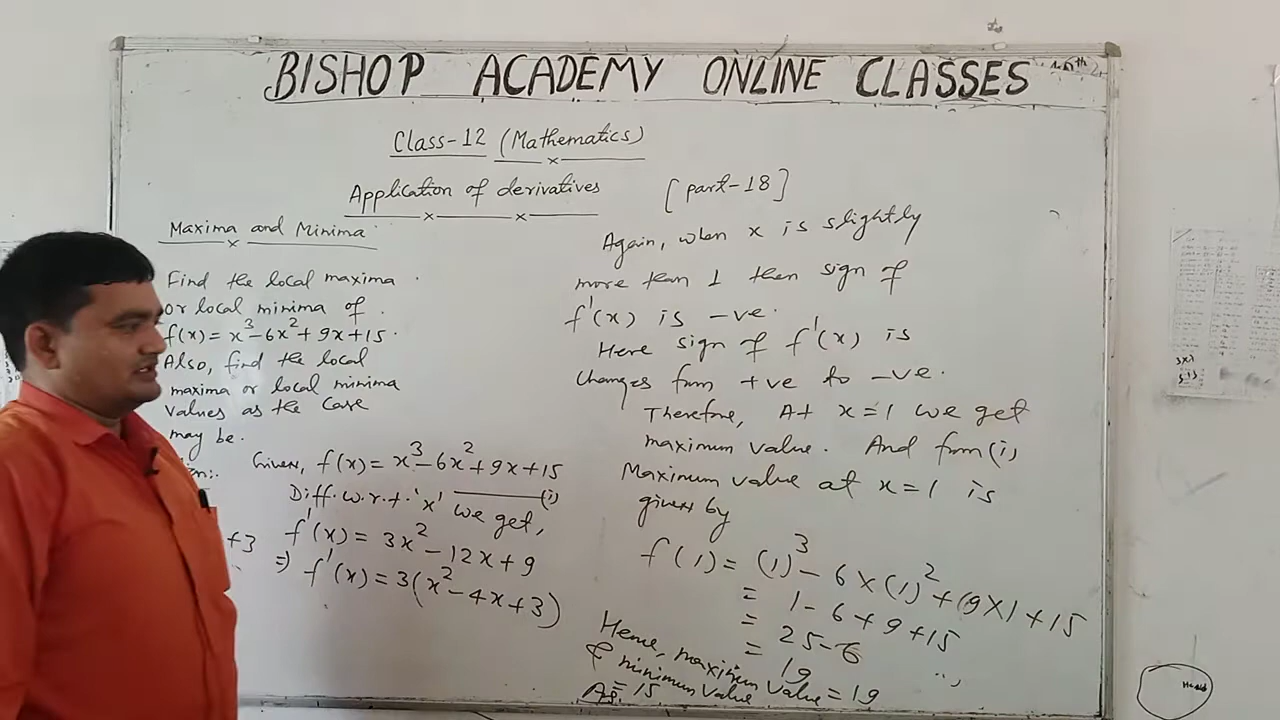 BISHOP ACADEMY ONLINE CLASSES
Class-12 (Mathematics)
Application of derivatives [part-18]
Maxima and Minima
Find the local maxima
or local minima of
f(x) = x³-6x²+9x+15.
Also, find the local
maxima or local minima
values as the case
may be.
Given, f(x) = x³-6x²+9x+15
(i)
Diff. w.r.t. 'x' we get,
f'(x) = 3x²-12x+9
+3
=> f'(x) = 3(x²-4x+3)
Again, when x is slightly
more than 1 then sign of
f'(x) is -ve.
Here sign of f'(x) is
changes from +ve to -ve.
Therefore, At x=1 we get
maximum value. And from (i)
Maximum value at x=1 is
given by
f(1) = (1)³-6×(1)²+(9×1+15
= 1-6+9+15
= 25-6
= 19
Hence, maximum value = 19
& minimum value
= 15